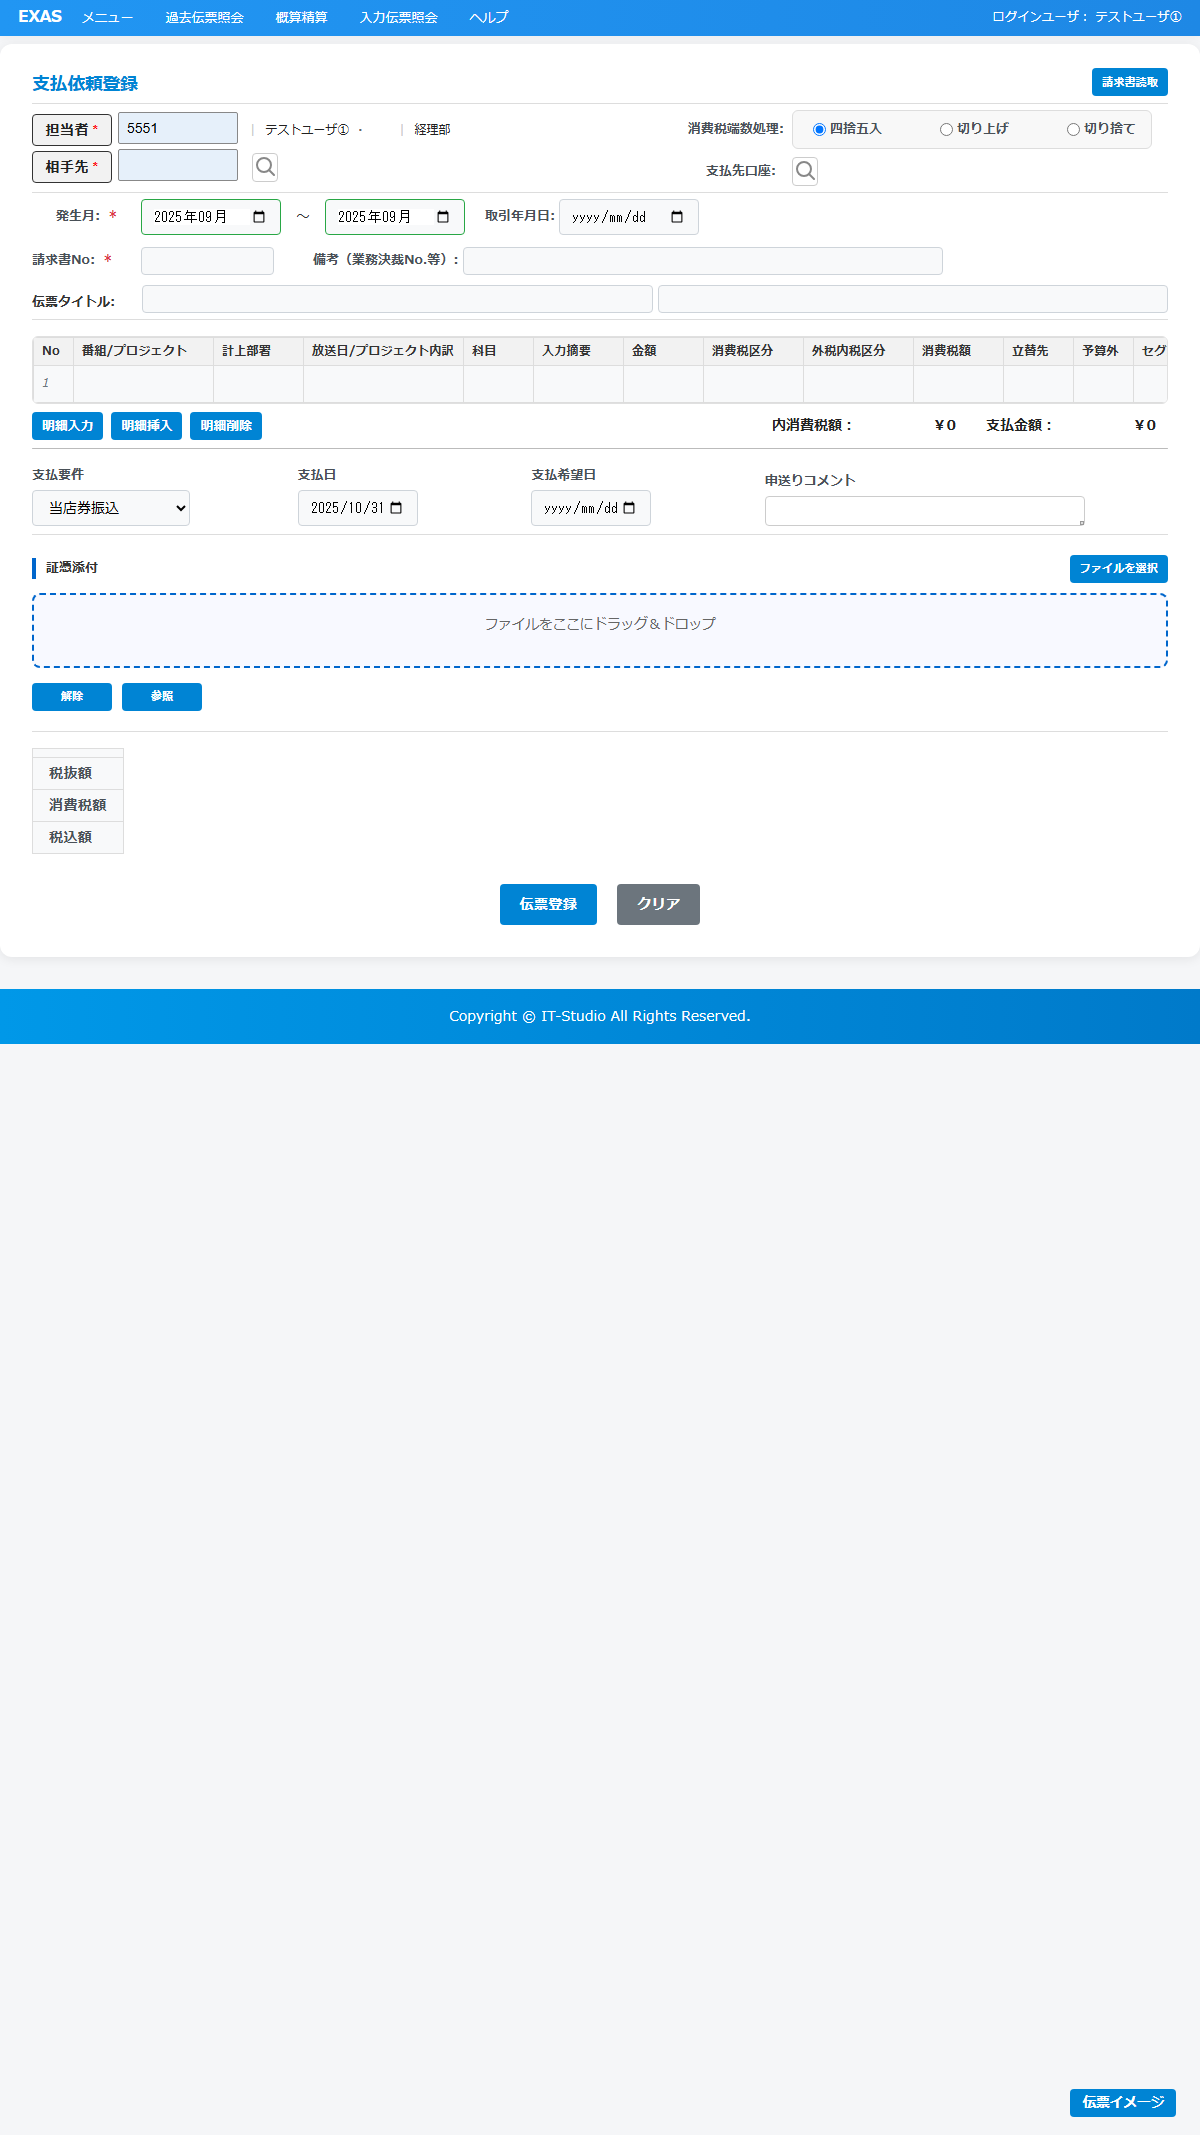 EXAS メニュー 過去伝票照会 概算精算 入力伝票照会 ヘルプ ログインユーザ： テストユーザ①
支払依頼登録 請求書読取
担当者* 5551 | テストユーザ① ・ | 経理部 消費税端数処理: 四捨五入 切り上げ 切り捨て
相手先* 支払先口座:
発生月: * 2025年09月 ～ 2025年09月 取引年月日: yyyy/mm/dd
請求書No: * 備考（業務決裁No.等）:
伝票タイトル:
No 番組/プロジェクト 計上部署 放送日/プロジェクト内訳 科目 入力摘要 金額 消費税区分 外税内税区分 消費税額 立替先 予算外 セグ
1
明細入力 明細挿入 明細削除 内消費税額： ¥0 支払金額： ¥0
支払要件 支払日 支払希望日 申送りコメント
当店券振込 2025/10/31 yyyy/mm/dd
証憑添付 ファイルを選択
ファイルをここにドラッグ＆ドロップ
解除 参照
税抜額
消費税額
税込額
伝票登録 クリア
Copyright © IT-Studio All Rights Reserved.
伝票イメージ